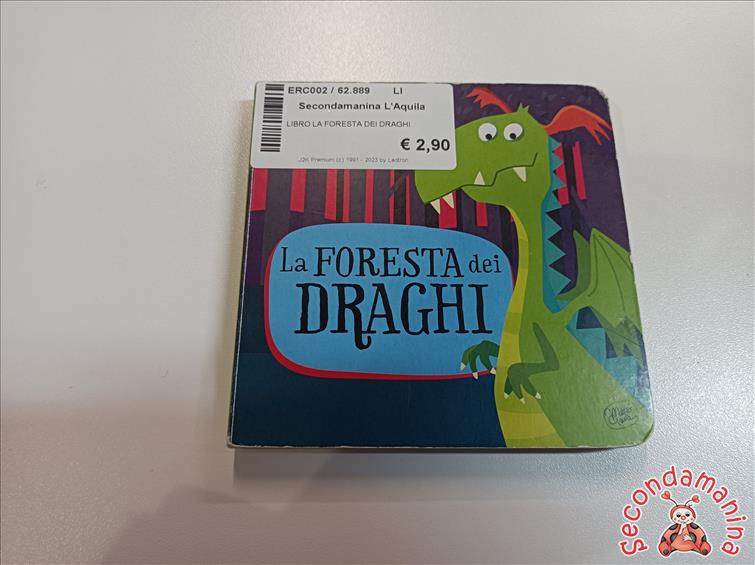 ERC002 / 62.889 LI
Secondamanina L'Aquila
LIBRO LA FORESTA DEI DRAGHI
€ 2,90
J2K Premium (c) 1991 - 2023 by Lectron
La FORESTA dei
DRAGHI
Secondamanina